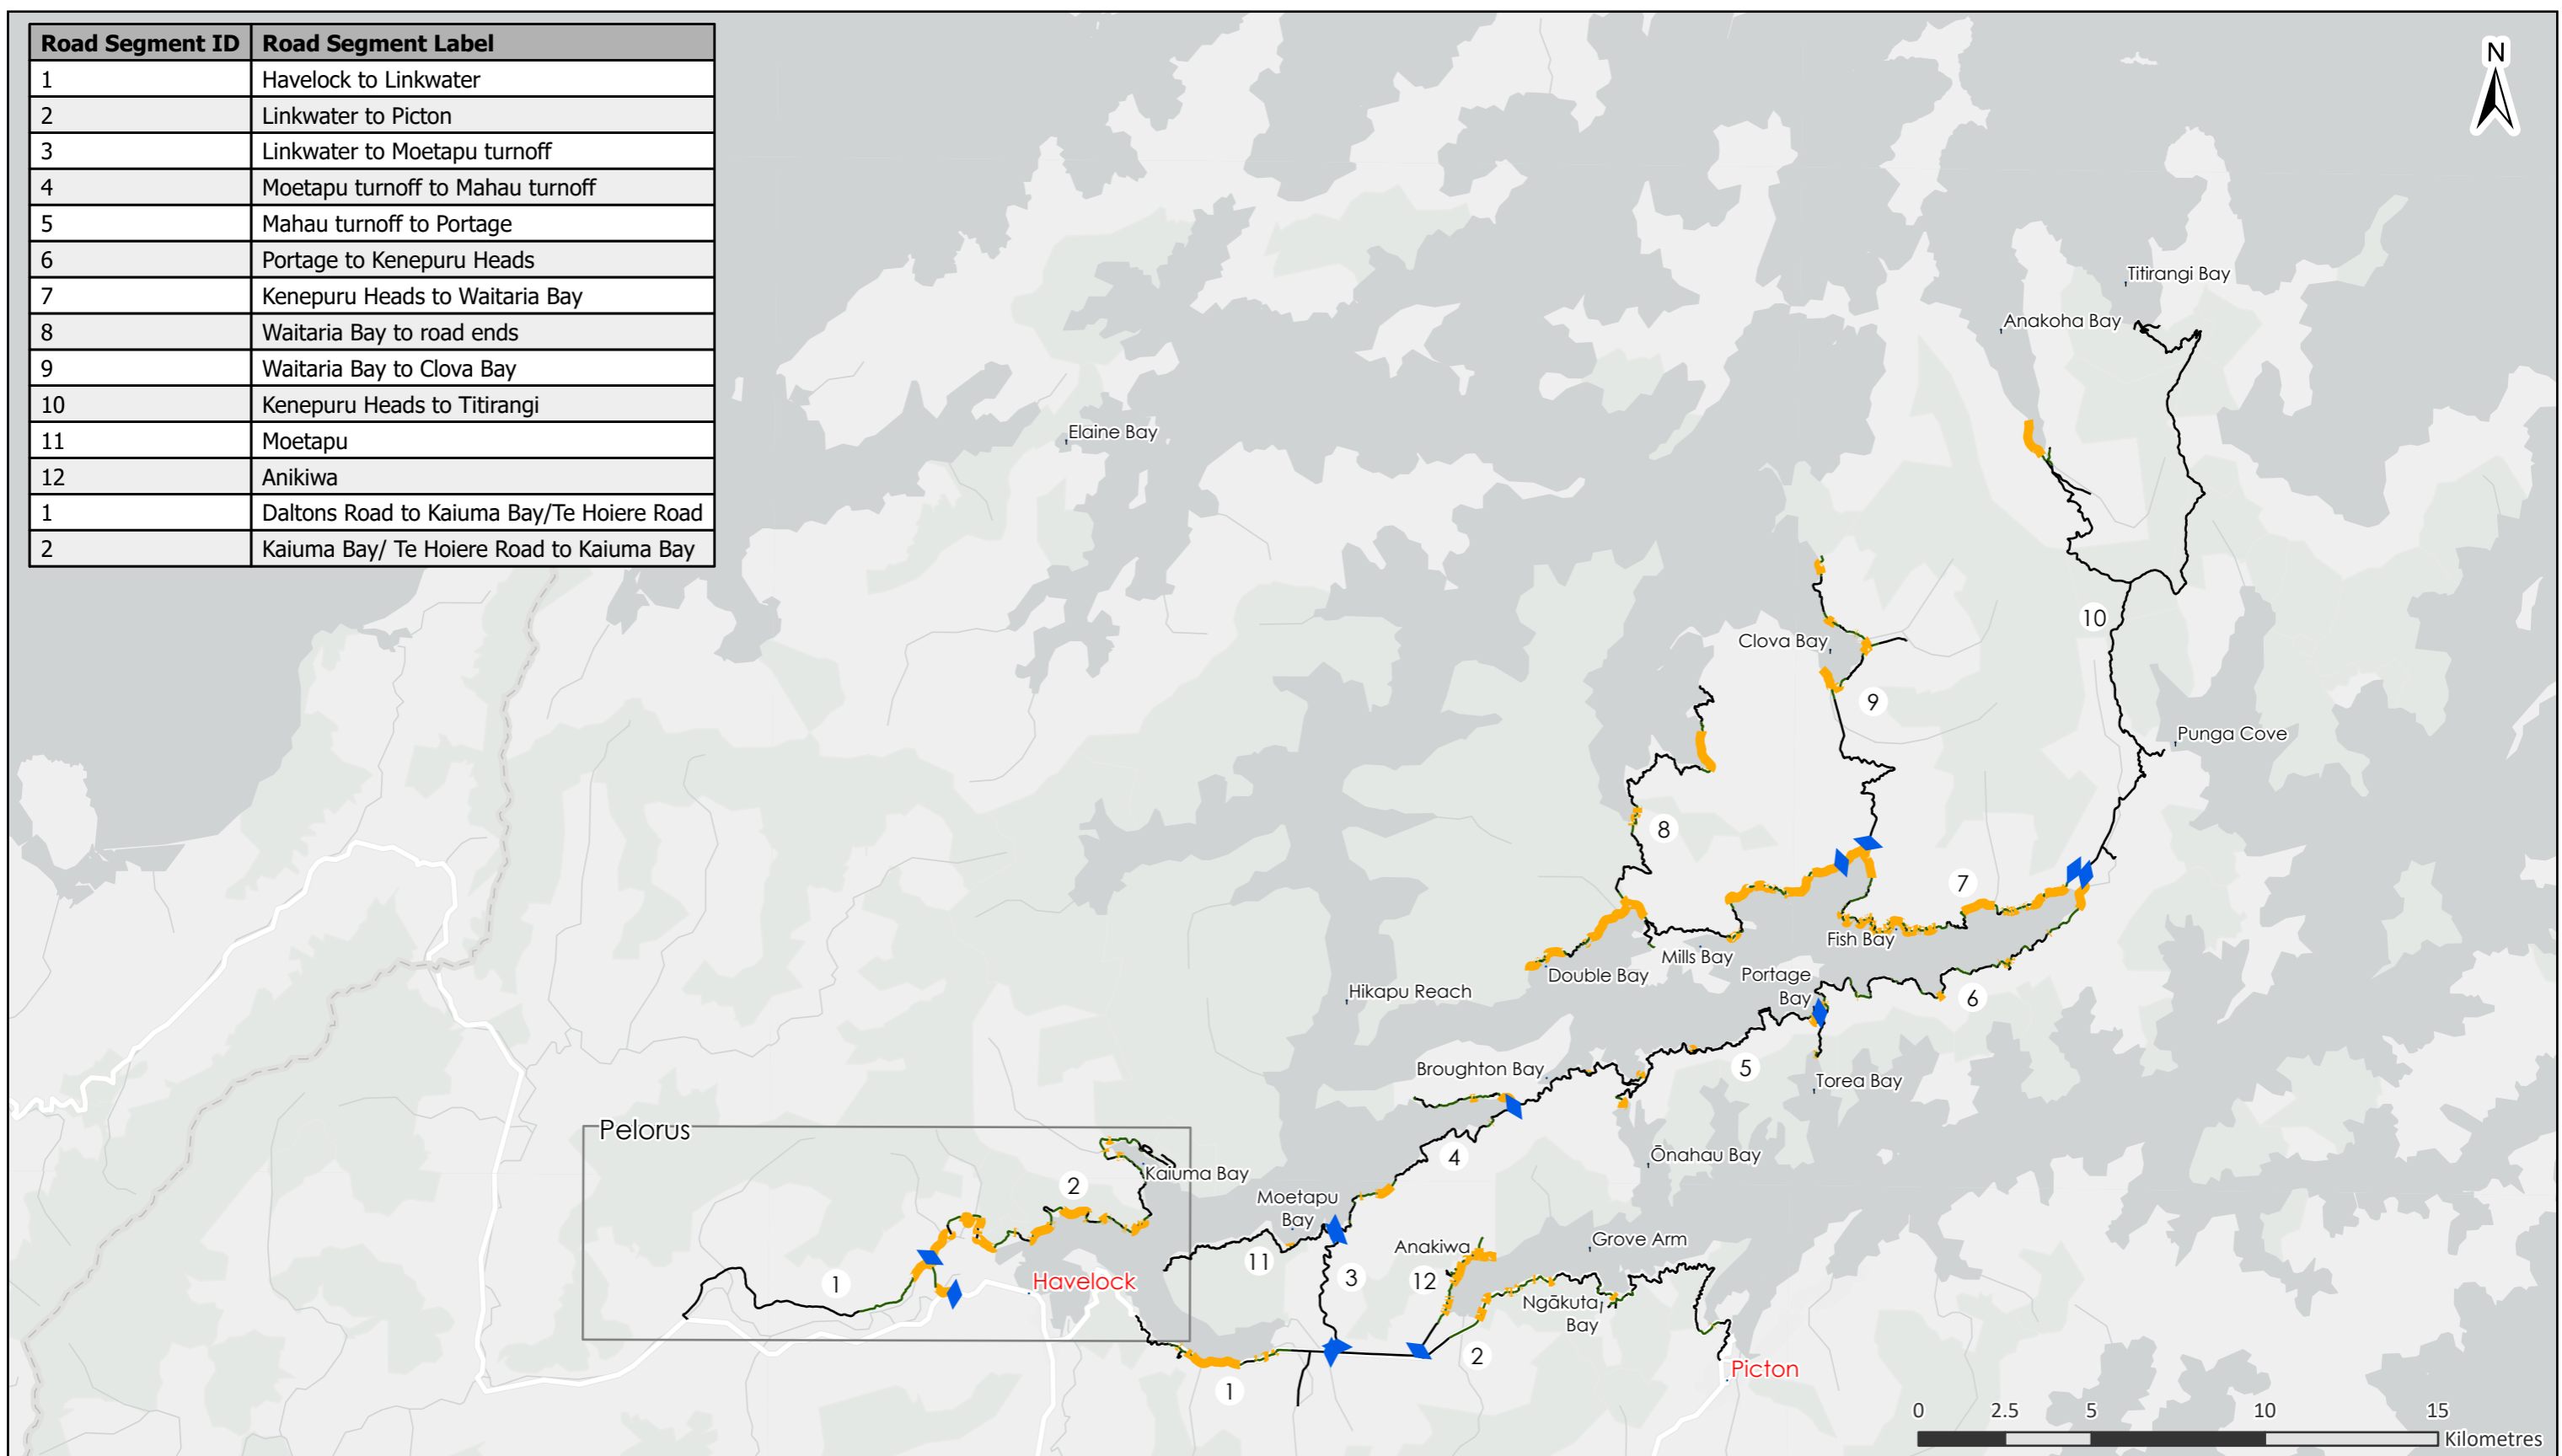 Road Segment ID Road Segment Label
1 Havelock to Linkwater
2 Linkwater to Picton
3 Linkwater to Moetapu turnoff
4 Moetapu turnoff to Mahau turnoff
5 Mahau turnoff to Portage
6 Portage to Kenepuru Heads
7 Kenepuru Heads to Waitaria Bay
8 Waitaria Bay to road ends
9 Waitaria Bay to Clova Bay
10 Kenepuru Heads to Titirangi
11 Moetapu
12 Anikiwa
1 Daltons Road to Kaiuma Bay/Te Hoiere Road
2 Kaiuma Bay/ Te Hoiere Road to Kaiuma Bay
N
Titirangi Bay
Anakoha Bay
Elaine Bay
10
Clova Bay
9
Punga Cove
8
7
Fish Bay
Mills Bay
Double Bay
Portage
Bay
Hikapu Reach
6
5
Broughton Bay
Torea Bay
Pelorus
4
Ōnahau Bay
Kaiuma Bay
2
Moetapu
Bay
Grove Arm
Anakiwa
11
3
12
1
Havelock
Ngākuta
Bay
2
Picton
1
0 2.5 5 10 15
Kilometres